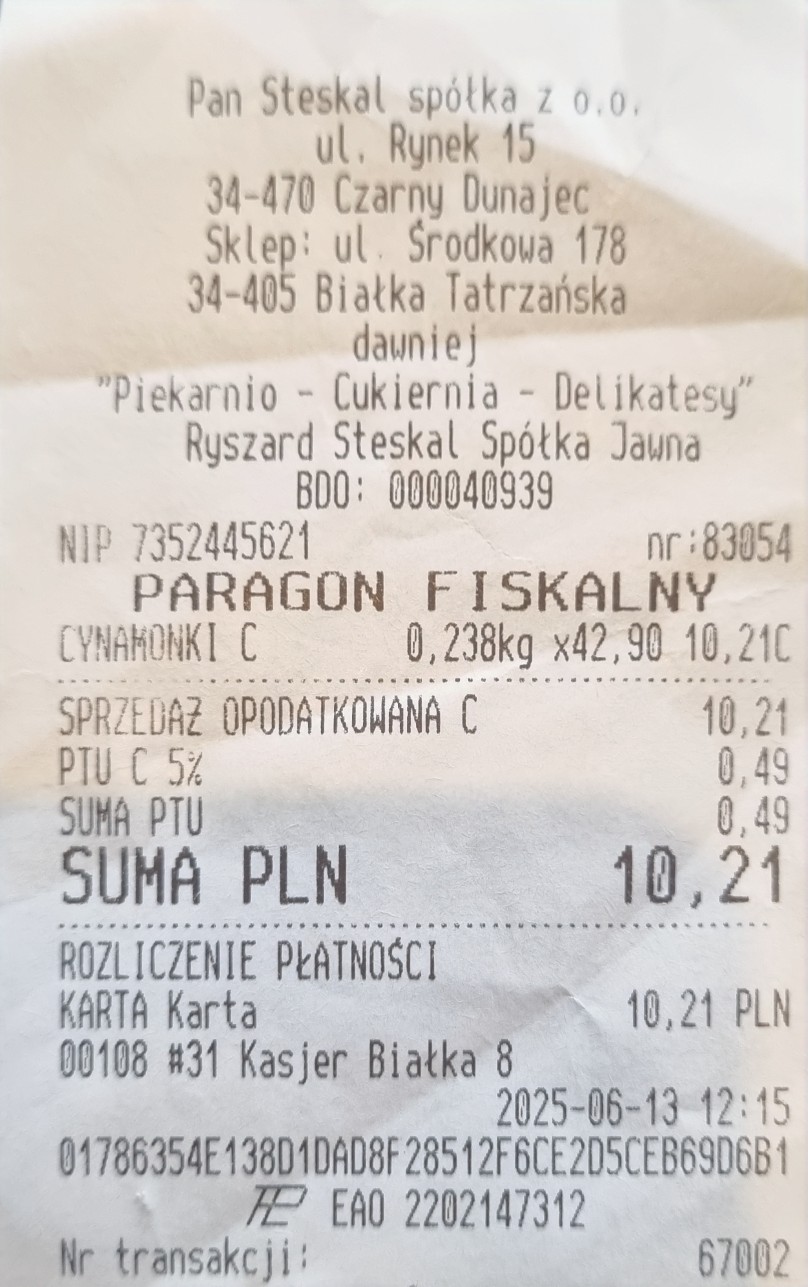 Pan Steskal spółka z o.o.
ul. Rynek 15
34-470 Czarny Dunajec
Sklep: ul. Środkowa 178
34-405 Białka Tatrzańska
dawniej
"Piekarnio - Cukiernia - Delikatesy"
Ryszard Steskal Spółka Jawna
BDO: 000040939
NIP 7352445621 nr:83054
PARAGON FISKALNY
CYNAMONKI C 0,238kg x42,90 10,21C
SPRZEDAŻ OPODATKOWANA C 10,21
PTU C 5% 0,49
SUMA PTU 0,49
SUMA PLN 10,21
ROZLICZENIE PŁATNOŚCI
KARTA Karta 10,21 PLN
00108 #31 Kasjer Białka 8
2025-06-13 12:15
01786354E138D1DAD8F28512F6CE2D5CEB69D6B1
EAO 2202147312
Nr transakcji: 67002